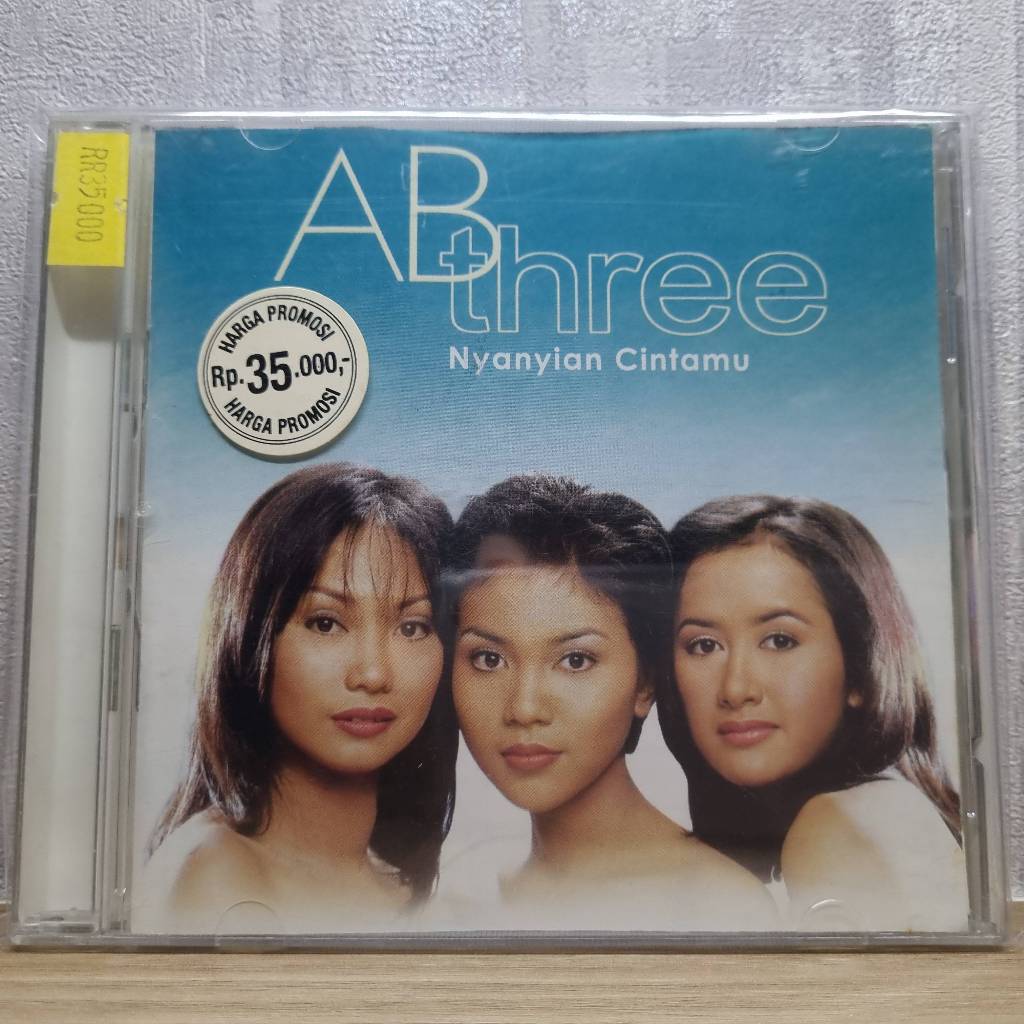 RR35000
AB
three
Nyanyian Cintamu
HARGA PROMOSI
Rp. 35.000,-
HARGA PROMOSI